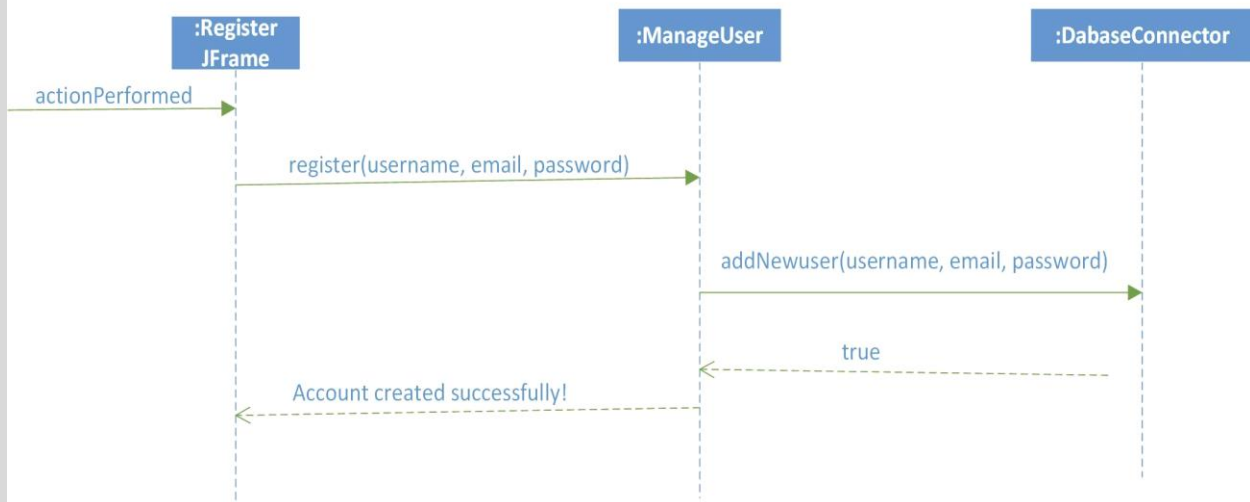 :Register
JFrame
:ManageUser
:DabaseConnector
actionPerformed
register(username, email, password)
addNewuser(username, email, password)
true
Account created successfully!